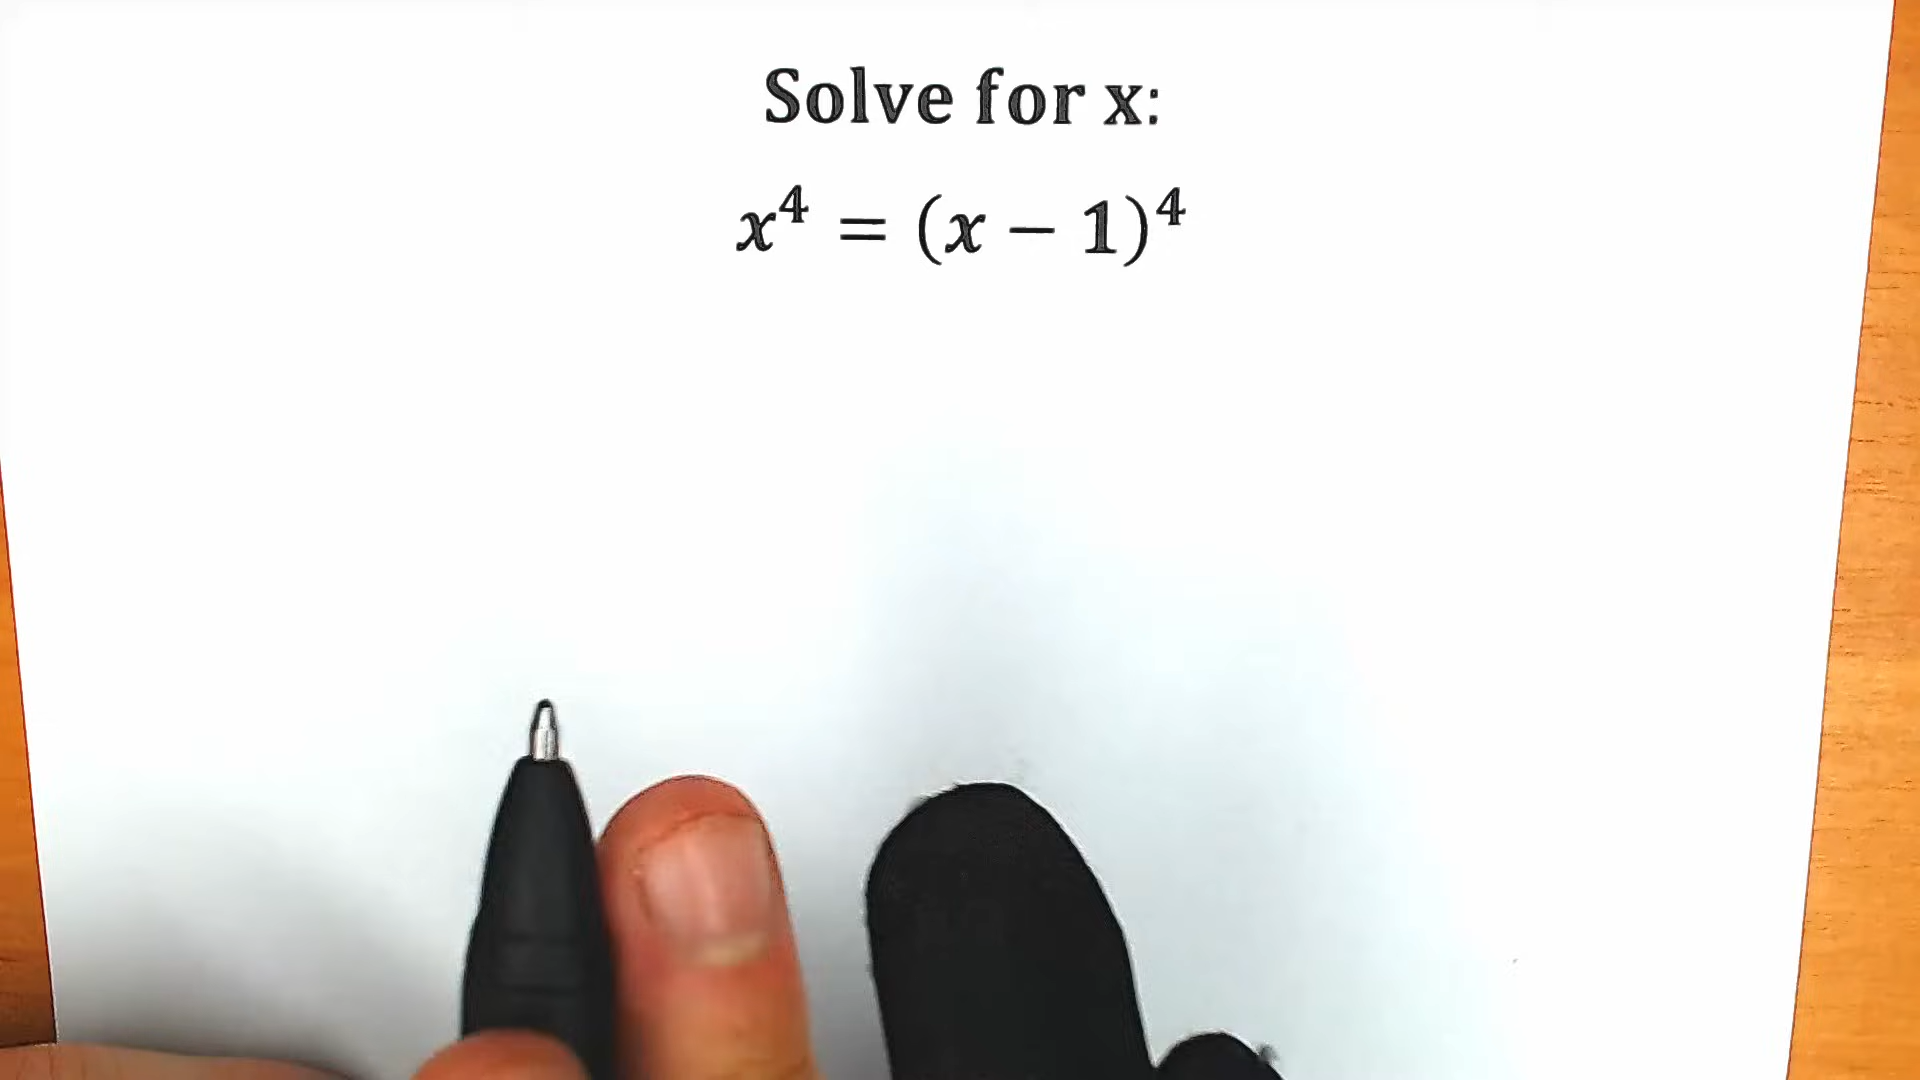 Solve for x:
x⁴ = (x − 1)⁴